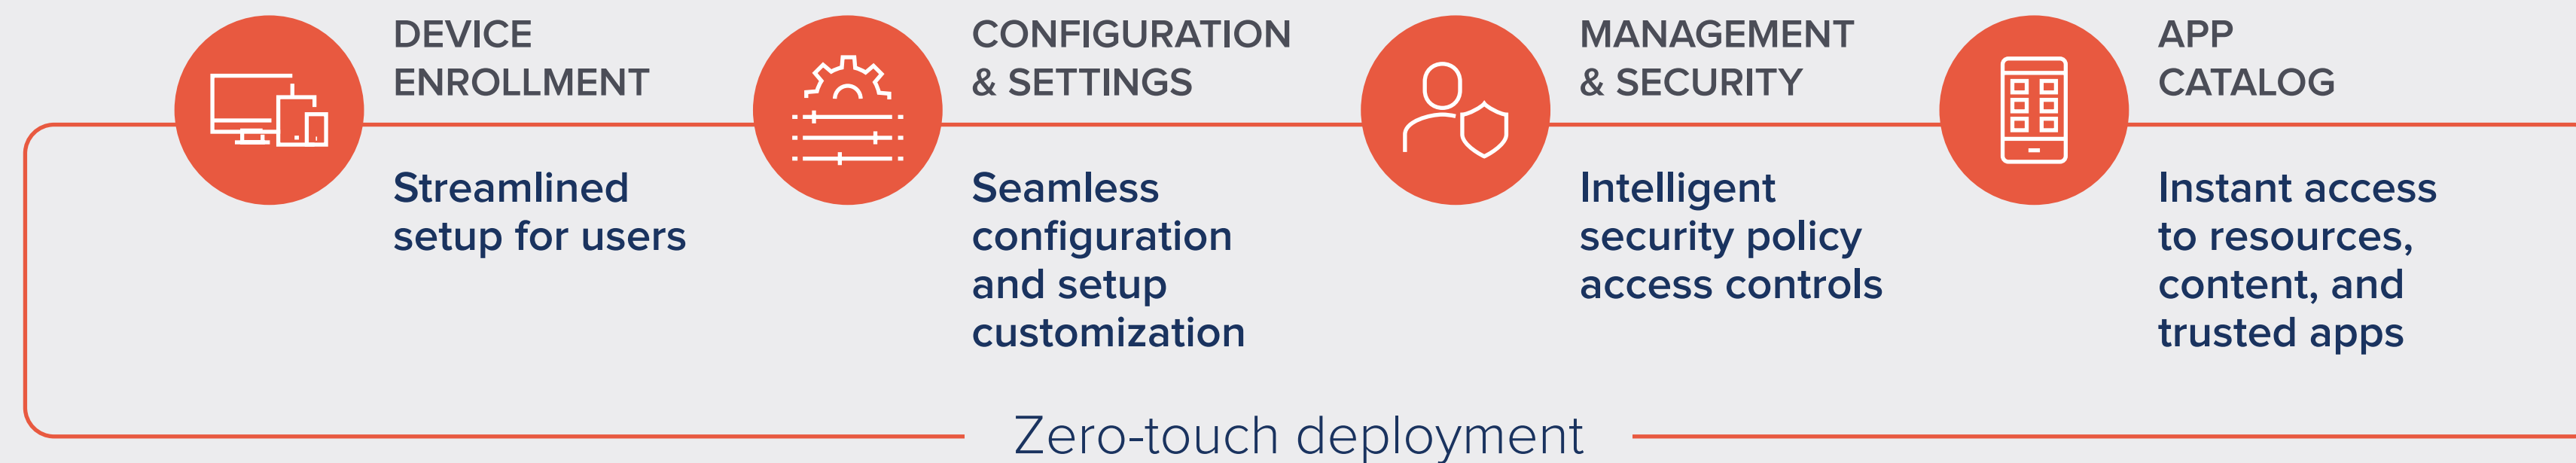 DEVICE
ENROLLMENT
Streamlined
setup for users
CONFIGURATION
& SETTINGS
Seamless
configuration
and setup
customization
MANAGEMENT
& SECURITY
Intelligent
security policy
access controls
APP
CATALOG
Instant access
to resources,
content, and
trusted apps
Zero-touch deployment